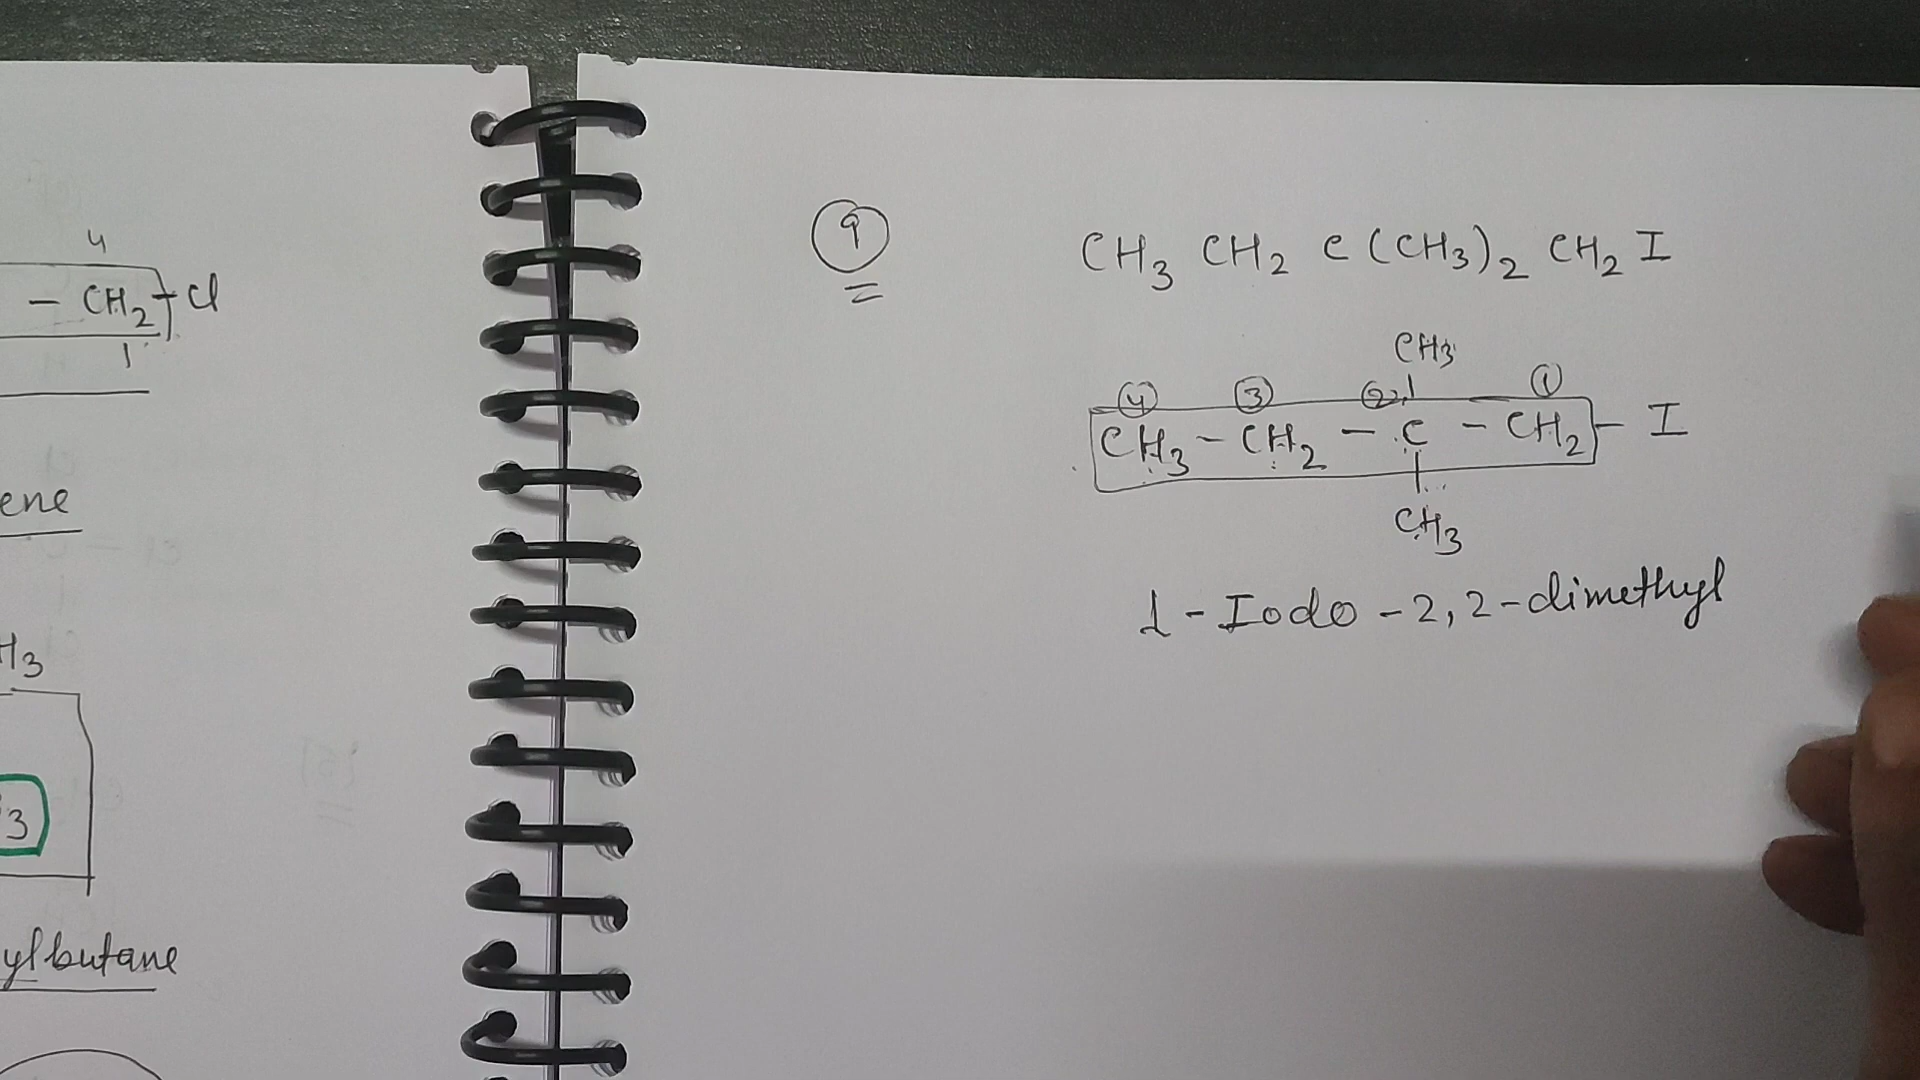 4
- CH2 - Cl
1
ene
H3
3
ylbutane
9
CH3 CH2 C (CH3)2 CH2 I
CH3
4 3 2 1
CH3 - CH2 - C - CH2 - I
CH3
1 - Iodo - 2, 2 - dimethyl